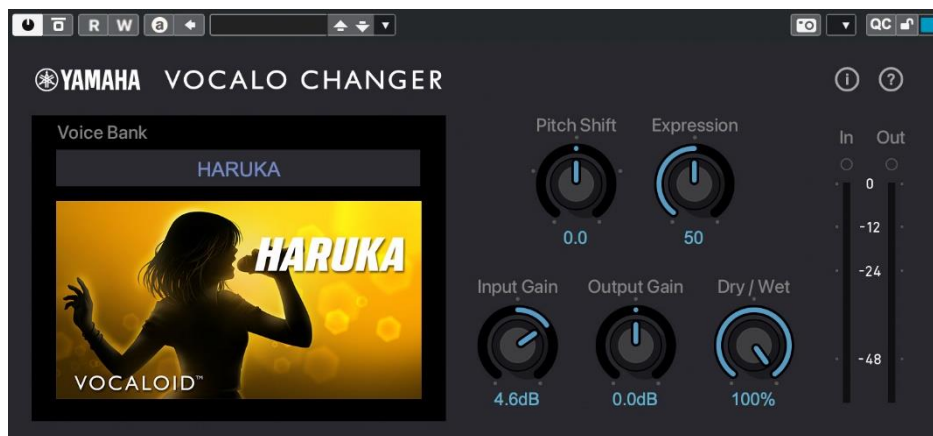 R W a QC
YAMAHA VOCALO CHANGER i ?
Voice Bank
HARUKA
HARUKA
VOCALOID™
Pitch Shift Expression
0.0 50
Input Gain Output Gain Dry / Wet
4.6dB 0.0dB 100%
In Out
0
-12
-24
-48